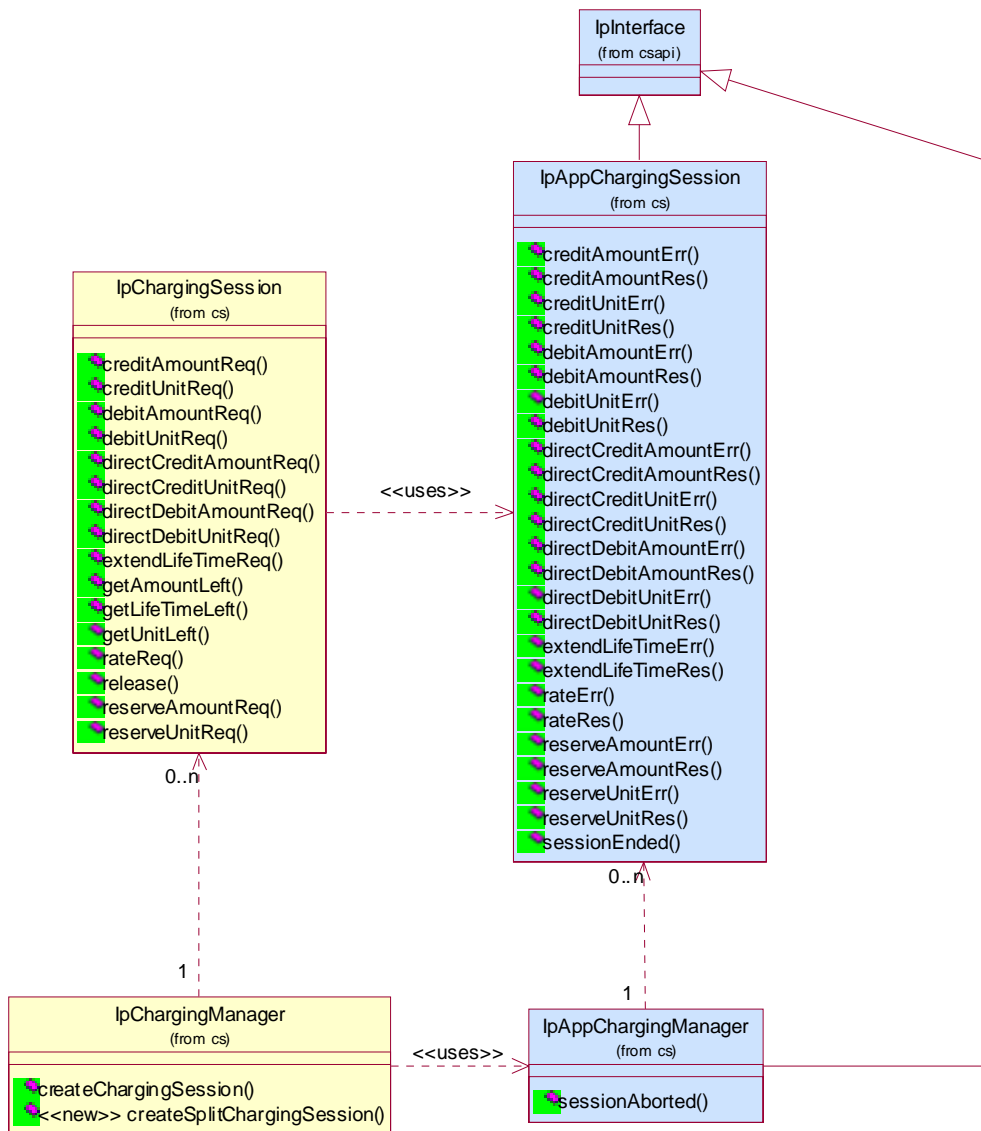 IpInterface
(from csapi)
IpAppChargingSession
(from cs)
creditAmountErr()
creditAmountRes()
creditUnitErr()
creditUnitRes()
debitAmountErr()
debitAmountRes()
debitUnitErr()
debitUnitRes()
directCreditAmountErr()
directCreditAmountRes()
directCreditUnitErr()
directCreditUnitRes()
directDebitAmountErr()
directDebitAmountRes()
directDebitUnitErr()
directDebitUnitRes()
extendLifeTimeErr()
extendLifeTimeRes()
rateErr()
rateRes()
reserveAmountErr()
reserveAmountRes()
reserveUnitErr()
reserveUnitRes()
sessionEnded()
IpChargingSession
(from cs)
creditAmountReq()
creditUnitReq()
debitAmountReq()
debitUnitReq()
directCreditAmountReq()
directCreditUnitReq()
directDebitAmountReq()
directDebitUnitReq()
extendLifeTimeReq()
getAmountLeft()
getLifeTimeLeft()
getUnitLeft()
rateReq()
release()
reserveAmountReq()
reserveUnitReq()
<<uses>>
0..n
0..n
1
1
IpChargingManager
(from cs)
createChargingSession()
<<new>> createSplitChargingSession()
<<uses>>
IpAppChargingManager
(from cs)
sessionAborted()